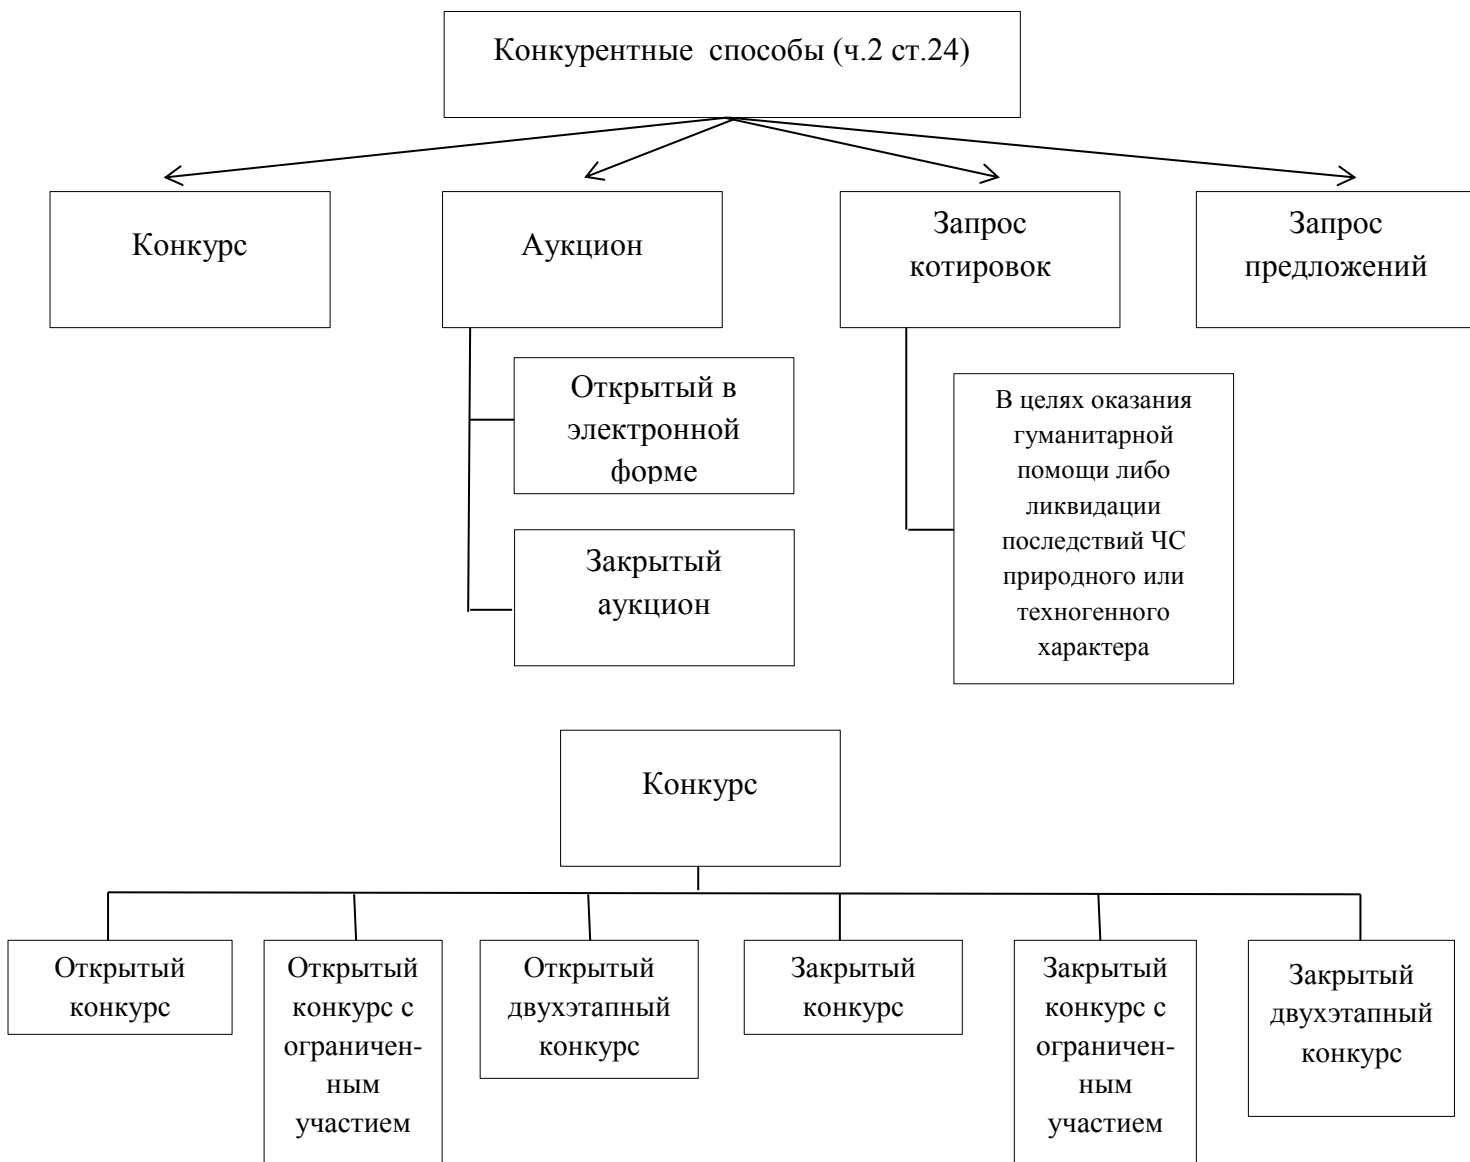 Конкурентные способы (ч.2 ст.24)
Конкурс
Аукцион
Запрос
котировок
Запрос
предложений
Открытый в
электронной
форме
Закрытый
аукцион
В целях оказания
гуманитарной
помощи либо
ликвидации
последствий ЧС
природного или
техногенного
характера
Конкурс
Открытый
конкурс
Открытый
конкурс с
ограничен-
ным
участием
Открытый
двухэтапный
конкурс
Закрытый
конкурс
Закрытый
конкурс с
ограничен-
ным
участием
Закрытый
двухэтапный
конкурс